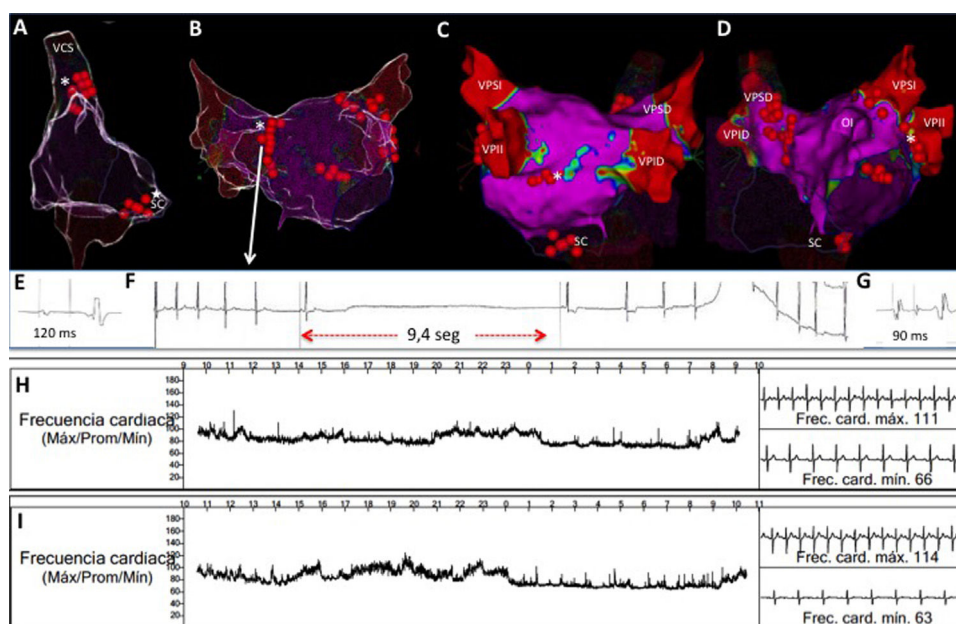 A
VCS
*
SC
B
*
C
VPSI
VPII
VPSD
VPID
*
SC
D
VPSD
VPID
OI
VPSI
VPII
*
SC
E
120 ms
F
9,4 seg
G
90 ms
H
9 10 11 12 13 14 15 16 17 18 19 20 21 22 23 0 1 2 3 4 5 6 7 8 9 10
Frecuencia cardiaca
(Máx/Prom/Mín)
180
160
140
120
100
80
60
40
20
Frec. card. máx. 111
Frec. card. mín. 66
I
10 11 12 13 14 15 16 17 18 19 20 21 22 23 0 1 2 3 4 5 6 7 8 9 10 11
Frecuencia cardiaca
(Máx/Prom/Mín)
180
160
140
120
100
80
60
40
20
Frec. card. máx. 114
Frec. card. mín. 63